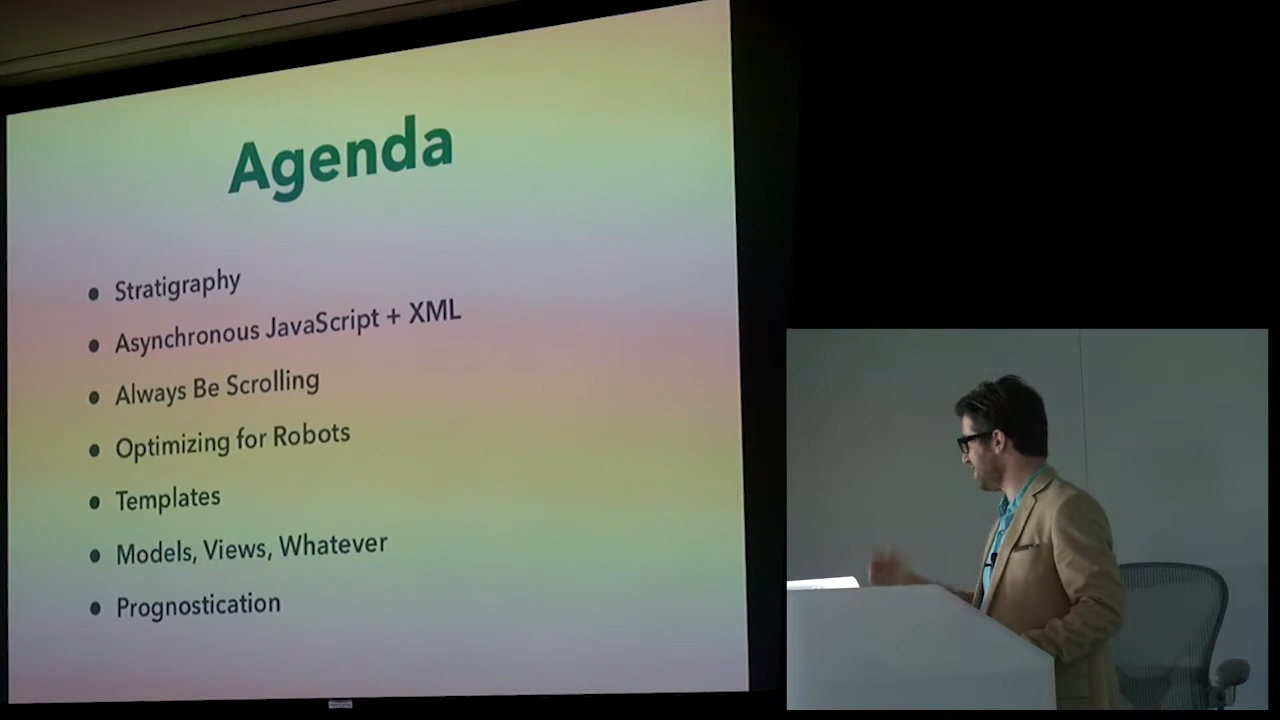 Agenda
Stratigraphy
Asynchronous JavaScript + XML
Always Be Scrolling
Optimizing for Robots
Templates
Models, Views, Whatever
Prognostication